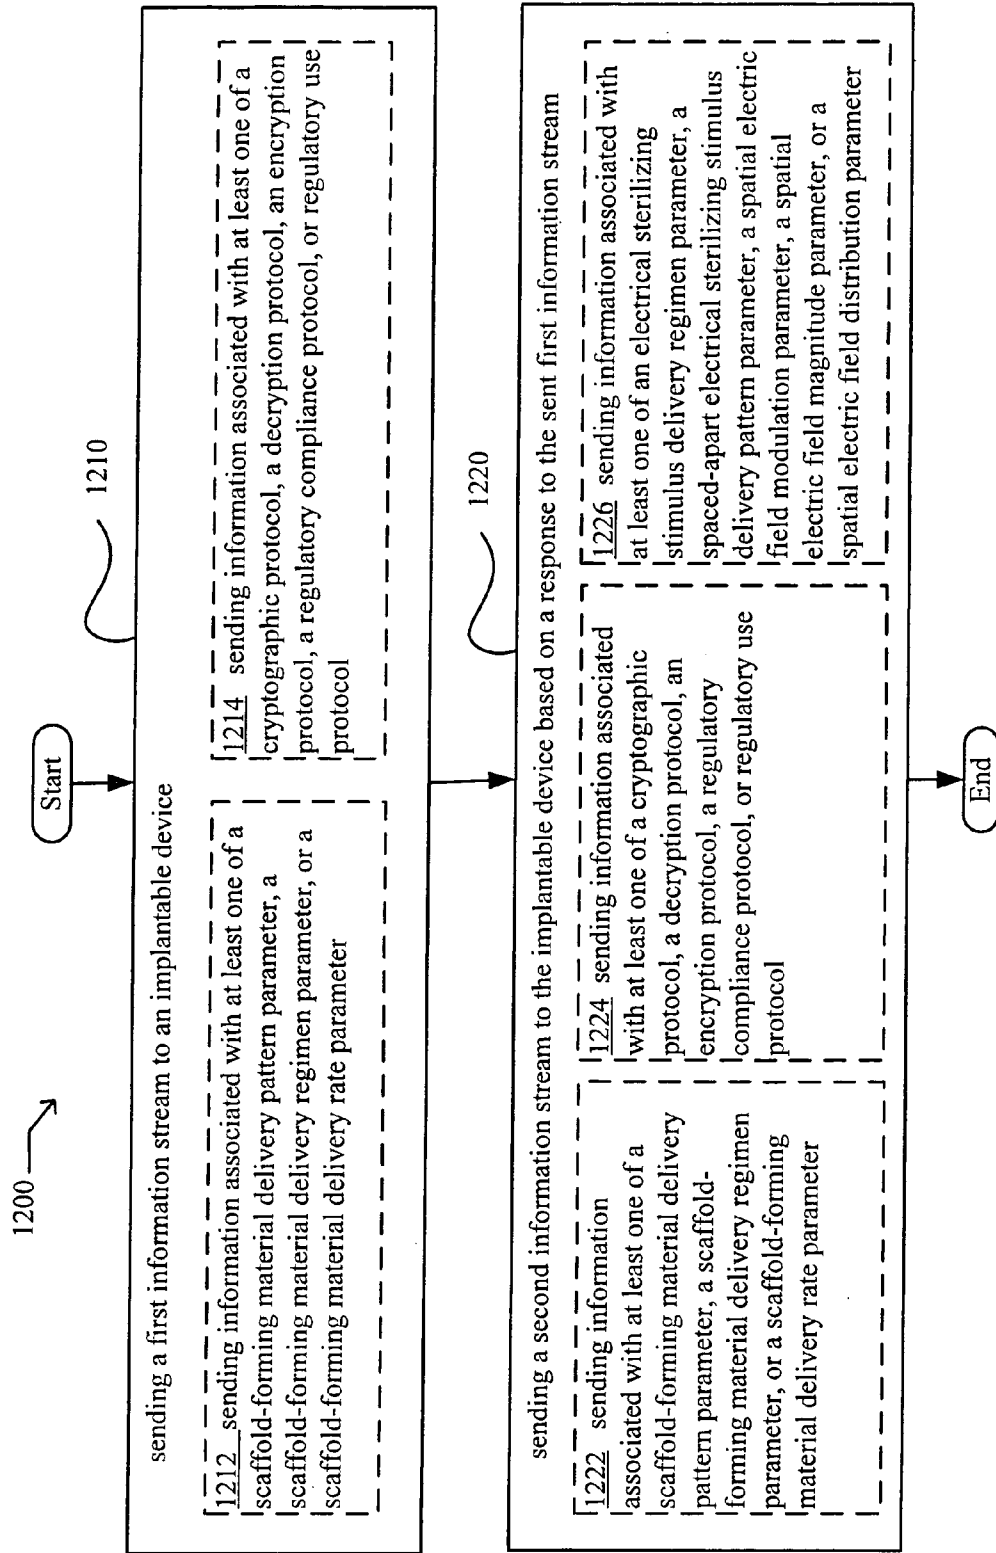 1200
Start
1210
sending a first information stream to an implantable device
1212 sending information associated with at least one of a
scaffold-forming material delivery pattern parameter, a
scaffold-forming material delivery regimen parameter, or a
scaffold-forming material delivery rate parameter
1214 sending information associated with at least one of a
cryptographic protocol, a decryption protocol, an encryption
protocol, a regulatory compliance protocol, or regulatory use
protocol
1220
sending a second information stream to the implantable device based on a response to the sent first information stream
1222 sending information
associated with at least one of a
scaffold-forming material delivery
pattern parameter, a scaffold-
forming material delivery regimen
parameter, or a scaffold-forming
material delivery rate parameter
1224 sending information associated
with at least one of a cryptographic
protocol, a decryption protocol, an
encryption protocol, a regulatory
compliance protocol, or regulatory use
protocol
1226 sending information associated with
at least one of an electrical sterilizing
stimulus delivery regimen parameter, a
spaced-apart electrical sterilizing stimulus
delivery pattern parameter, a spatial electric
field modulation parameter, a spatial
electric field magnitude parameter, or a
spatial electric field distribution parameter
End